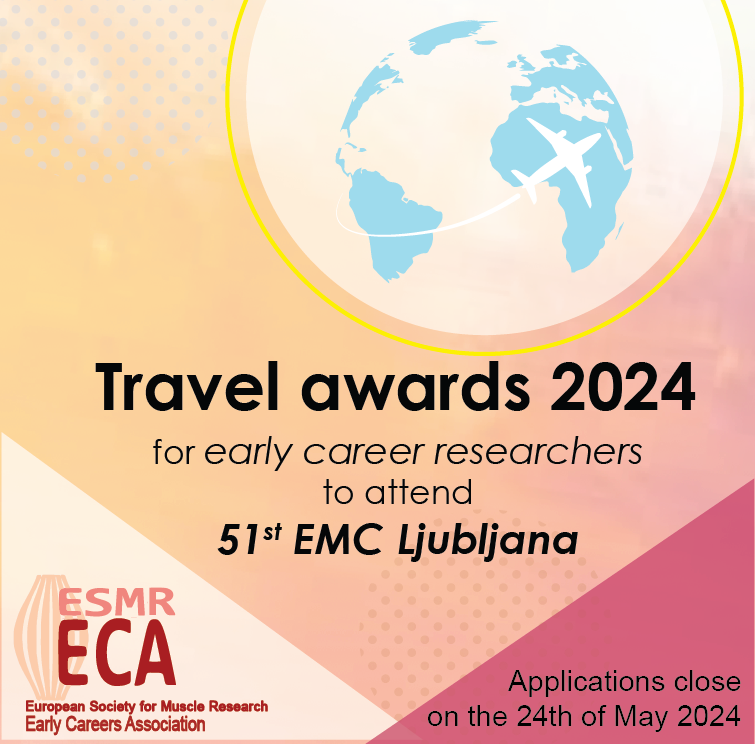 Travel awards 2024
for early career researchers
to attend
51st EMC Ljubljana
ESMR
ECA
European Society for Muscle Research
Early Careers Association
Applications close
on the 24th of May 2024